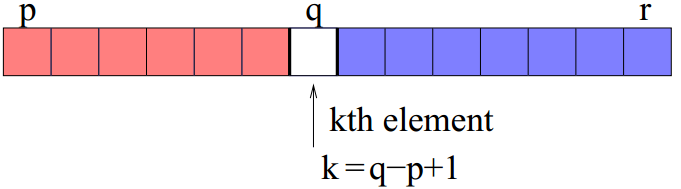 p q r
kth element
k=q−p+1